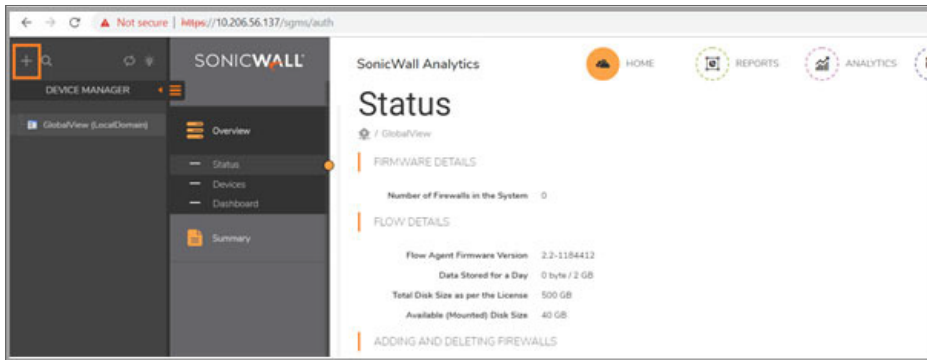 Not secure | https://10.206.56.137/sgms/auth
SONICWALL
SonicWall Analytics
HOME
REPORTS
ANALYTICS
DEVICE MANAGER
Status
GlobalView (LocalDomain)
Overview
/ GlobalView
Status
FIRMWARE DETAILS
Devices
Number of Firewalls in the System 0
Dashboard
FLOW DETAILS
Summary
Flow Agent Firmware Version 2.2-1184412
Data Stored for a Day 0 byte / 2 GB
Total Disk Size as per the License 500 GB
Available (Mounted) Disk Size 40 GB
ADDING AND DELETING FIREWALLS